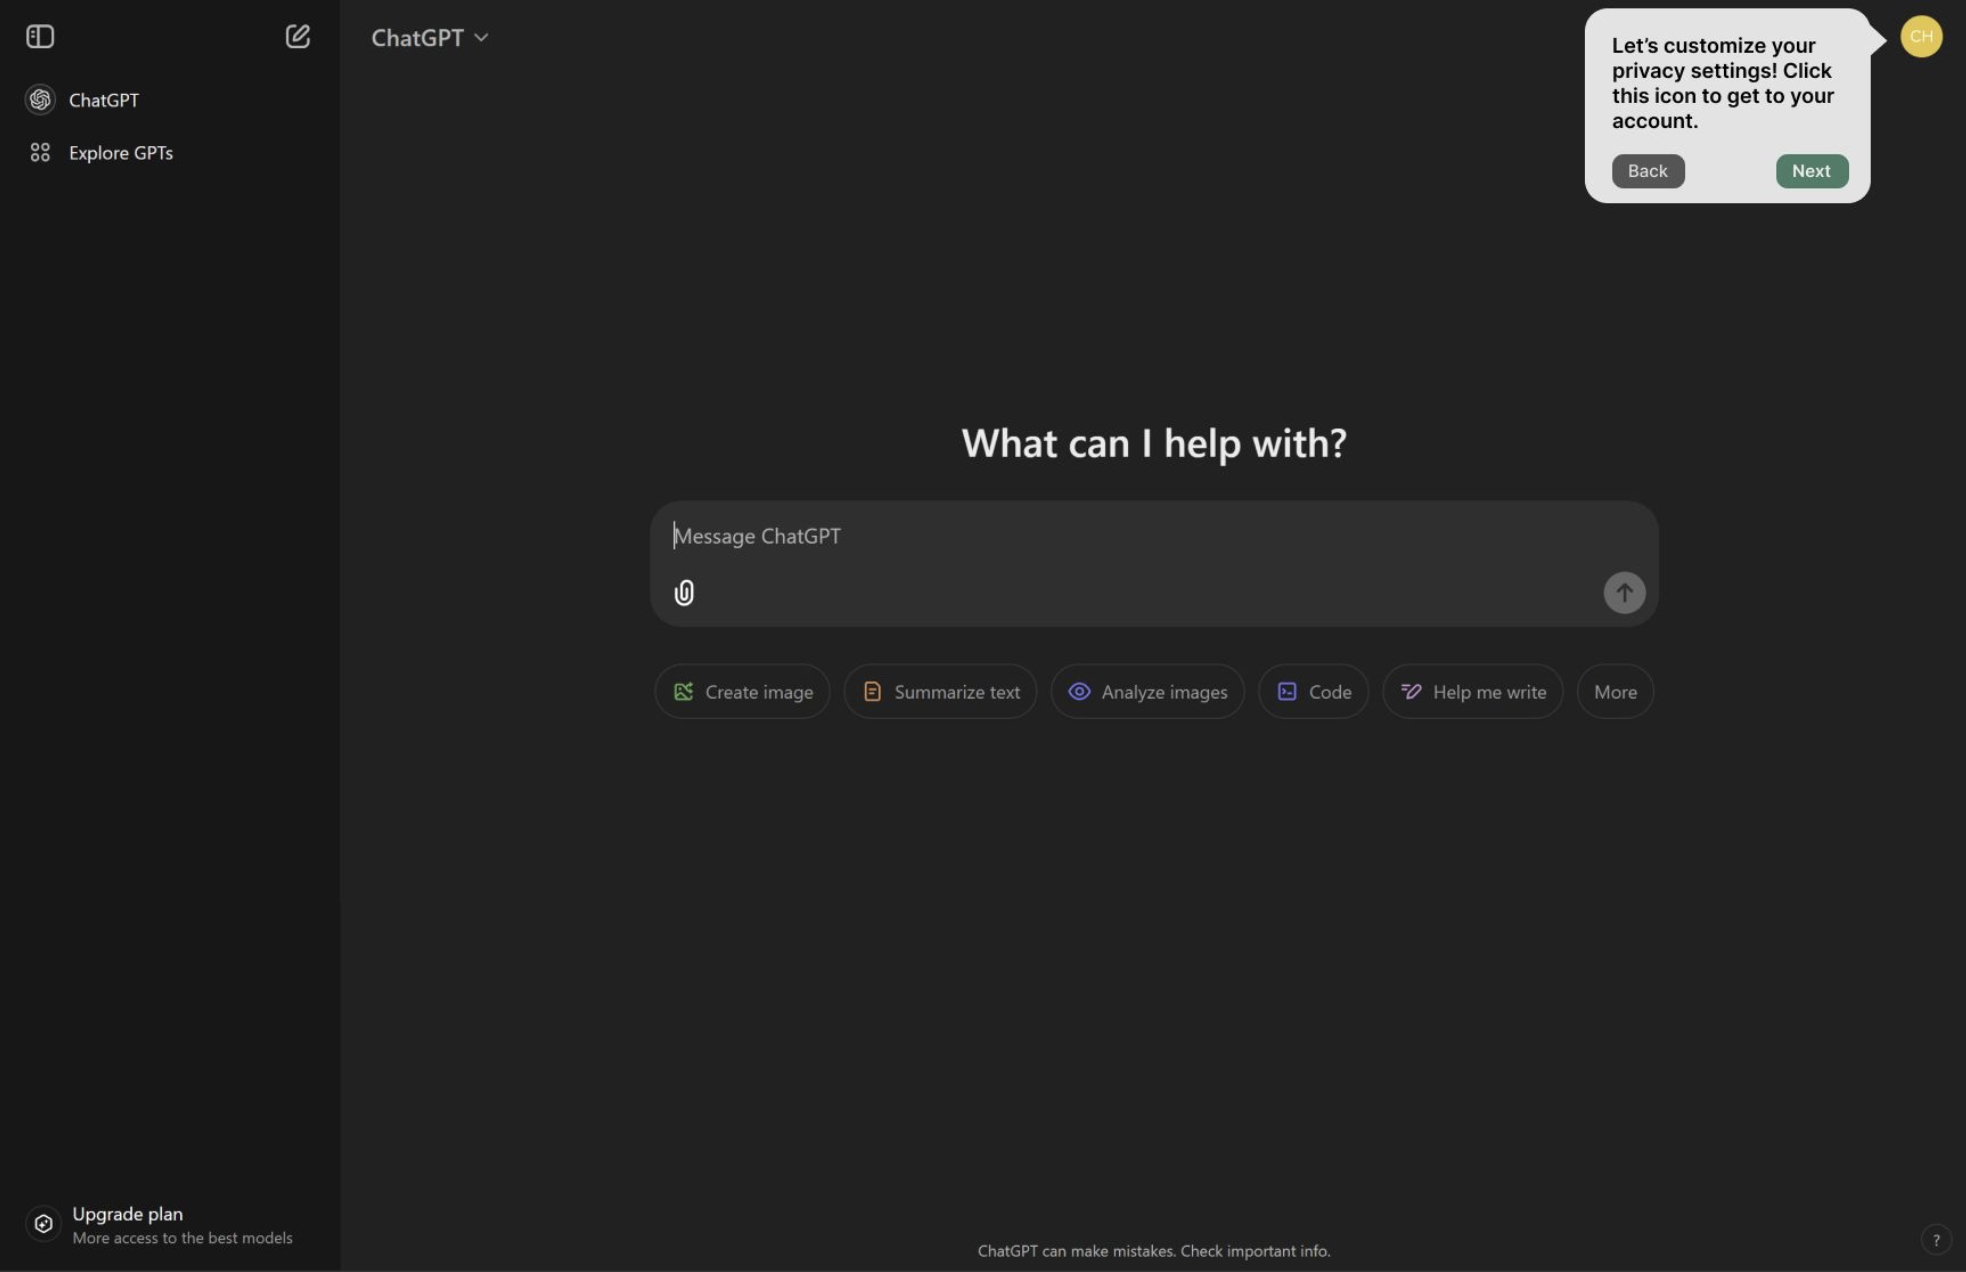 ChatGPT
Explore GPTs
ChatGPT
Let’s customize your
privacy settings! Click
this icon to get to your
account.
Back
Next
CH
What can I help with?
Message ChatGPT
Create image
Summarize text
Analyze images
Code
Help me write
More
Upgrade plan
More access to the best models
ChatGPT can make mistakes. Check important info.
?